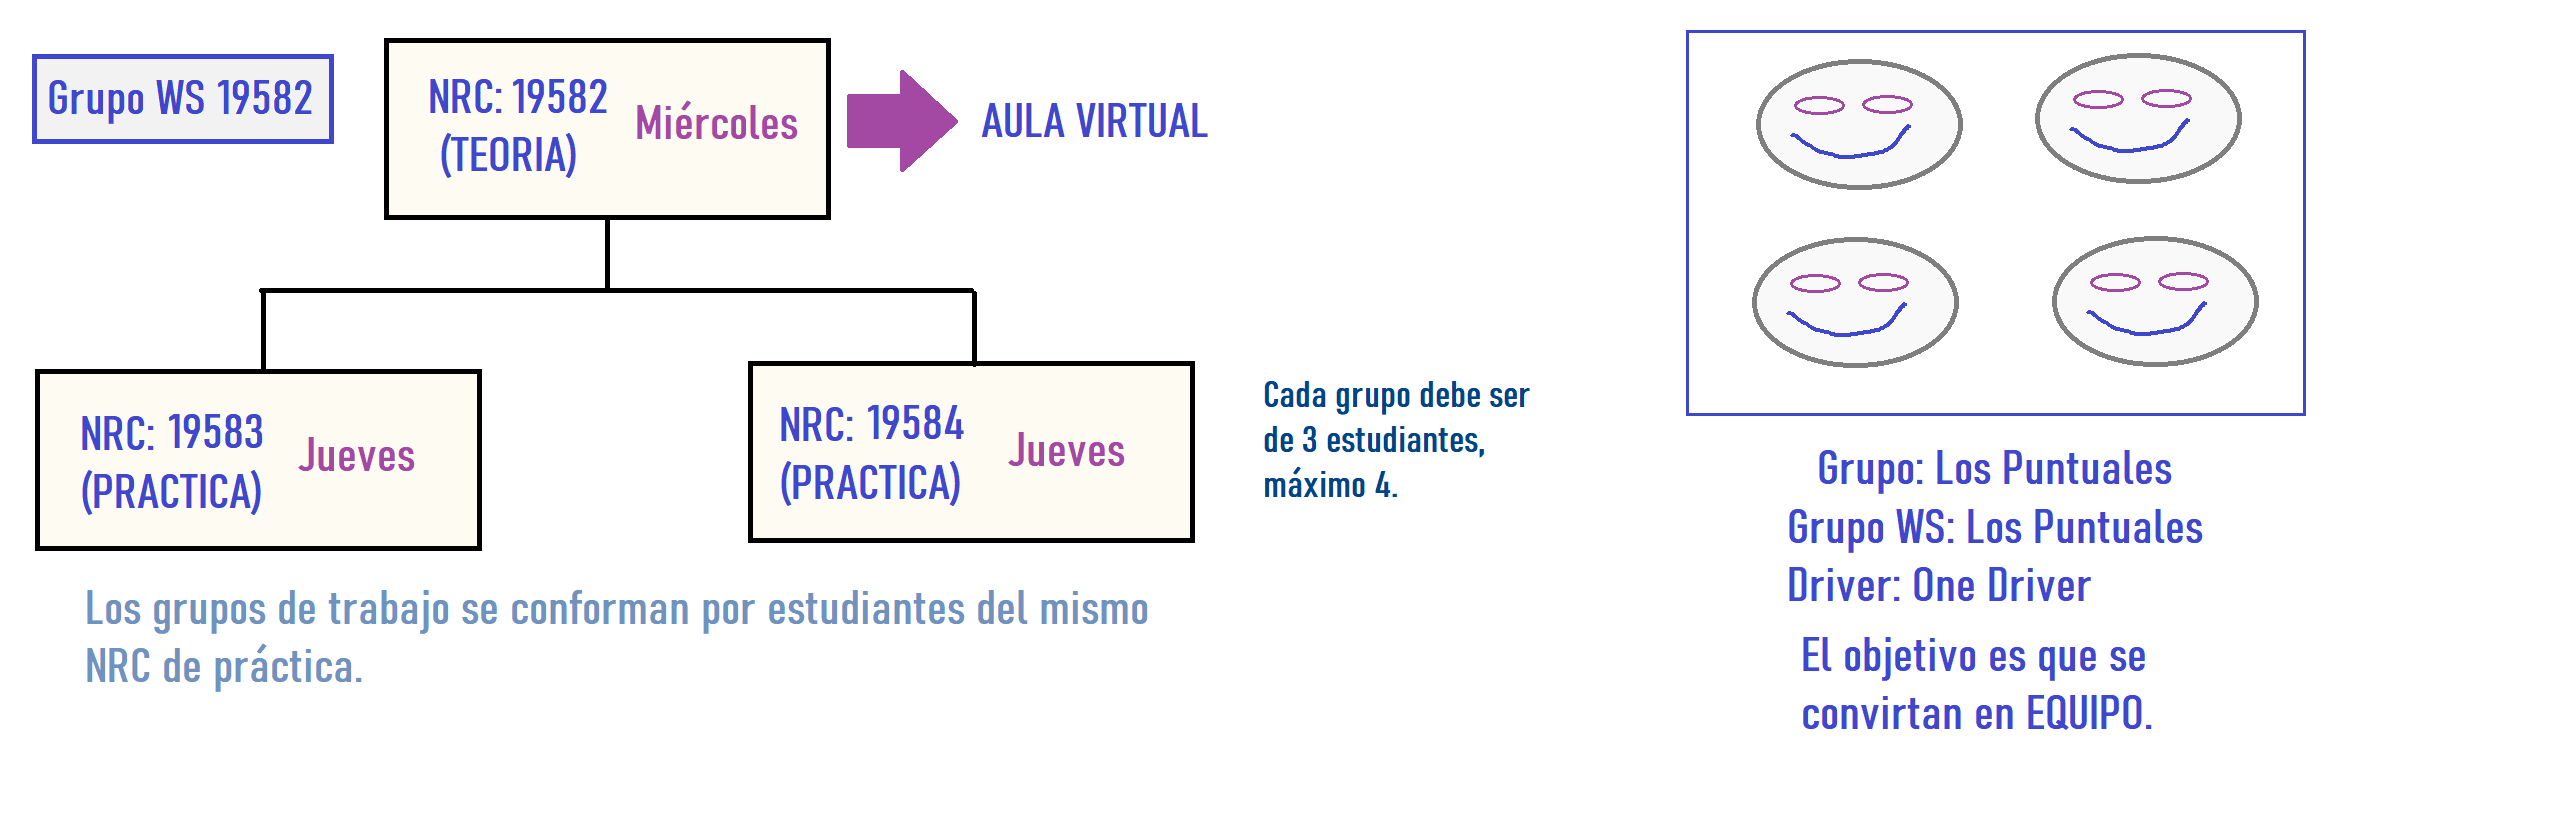 Grupo WS 19582
NRC: 19582
(TEORIA)
Miércoles
AULA VIRTUAL
NRC: 19583
(PRACTICA)
Jueves
NRC: 19584
(PRACTICA)
Jueves
Cada grupo debe ser
de 3 estudiantes,
máximo 4.
Los grupos de trabajo se conforman por estudiantes del mismo
NRC de práctica.
Grupo: Los Puntuales
Grupo WS: Los Puntuales
Driver: One Driver
El objetivo es que se
convirtan en EQUIPO.